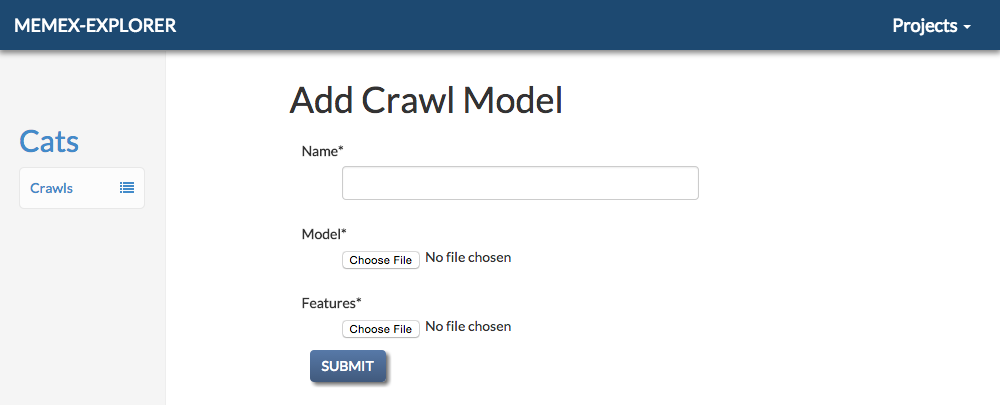 MEMEX-EXPLORER
Projects
Cats
Crawls
Add Crawl Model
Name*
Model*
Choose File No file chosen
Features*
Choose File No file chosen
SUBMIT